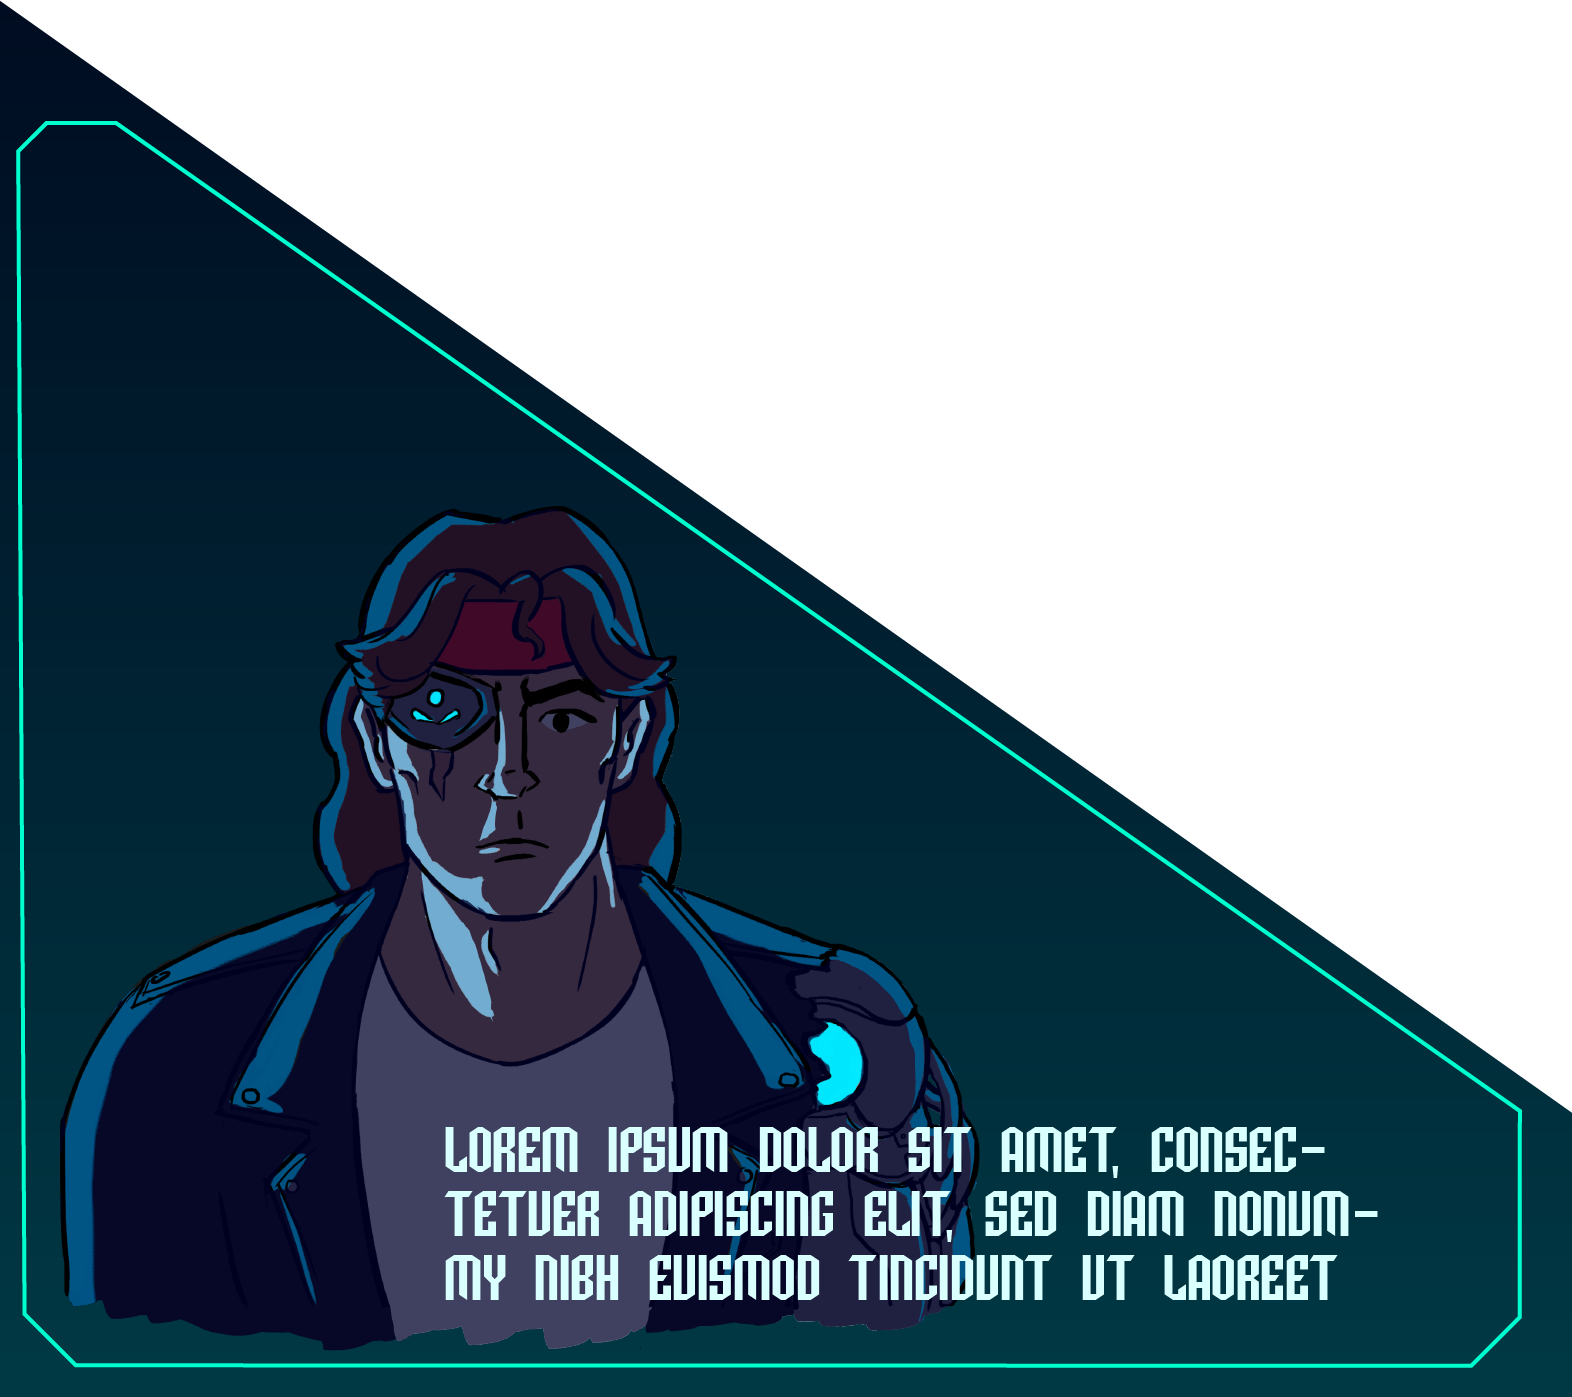 LOREM IPSUM DOLOR SIT AMET, CONSEC-
TETUER ADIPISCING ELIT, SED DIAM NONUM-
MY NIBH EUISMOD TINCIDUNT UT LAOREET